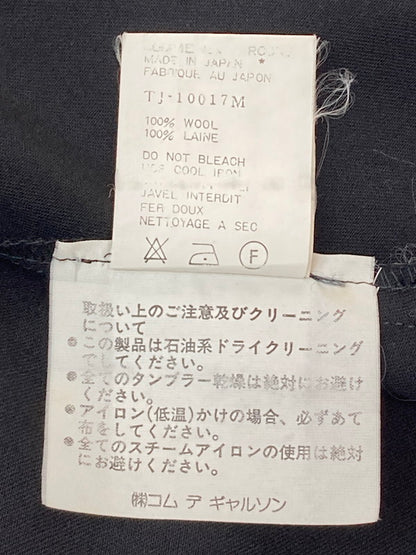 MADE IN JAPAN
FABRIQUE AU JAPON
TJ-10017M
100% WOOL
100% LAINE
DO NOT BLEACH
COOL IRON
JAVEL INTERDIT
FER DOUX
NETTOYAGE A SEC
F
取扱い上のご注意及びクリーニング
について
●この製品は石油系ドライクリーニング
でしてください。
●全てのタンブラー乾燥は絶対にお避け
ください。
●アイロン(低温)かけの場合、必ずあて
布をしてください。
●全てのスチームアイロンの使用は絶対
にお避けください。
㈱コム デ ギャルソン